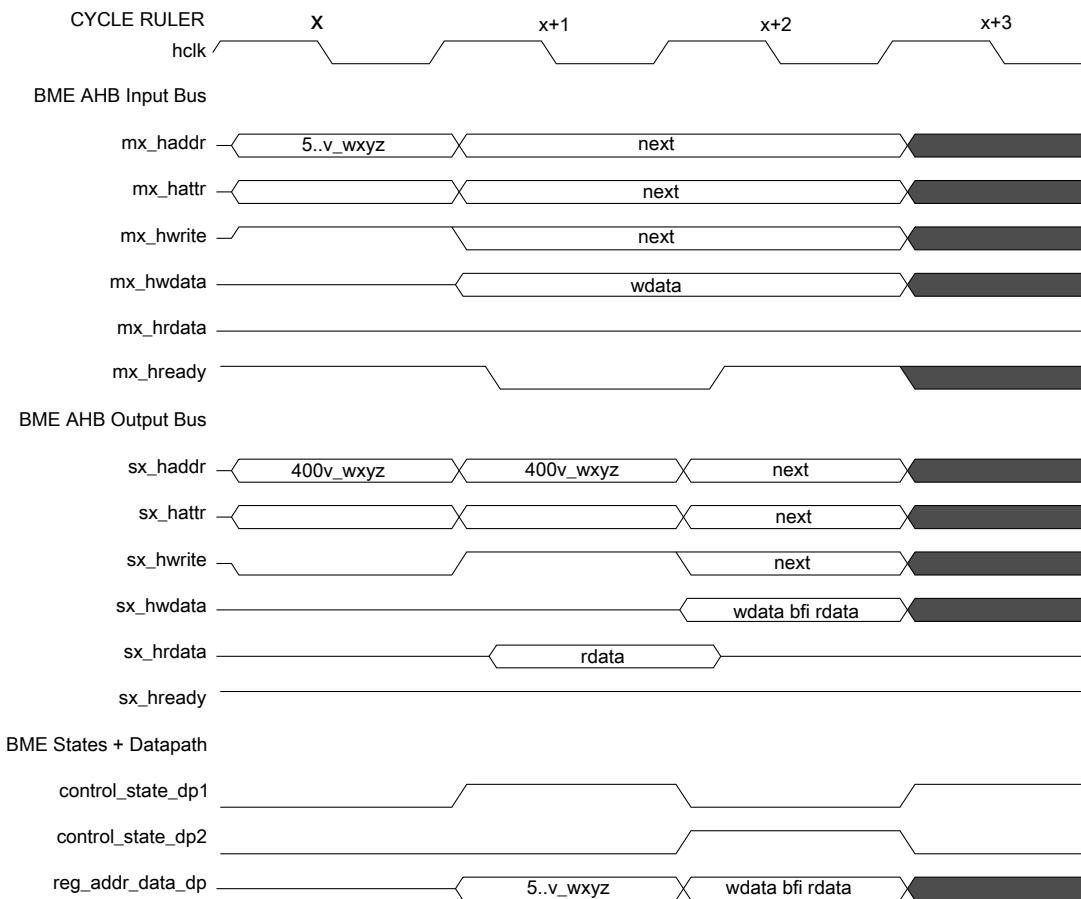 CYCLE RULER X x+1 x+2 x+3
hclk
BME AHB Input Bus
mx_haddr 5..v_wxyz next
mx_hattr next
mx_hwrite next
mx_hwdata wdata
mx_hrdata
mx_hready
BME AHB Output Bus
sx_haddr 400v_wxyz 400v_wxyz next
sx_hattr next
sx_hwrite next
sx_hwdata wdata bfi rdata
sx_hrdata rdata
sx_hready
BME States + Datapath
control_state_dp1
control_state_dp2
reg_addr_data_dp 5..v_wxyz wdata bfi rdata